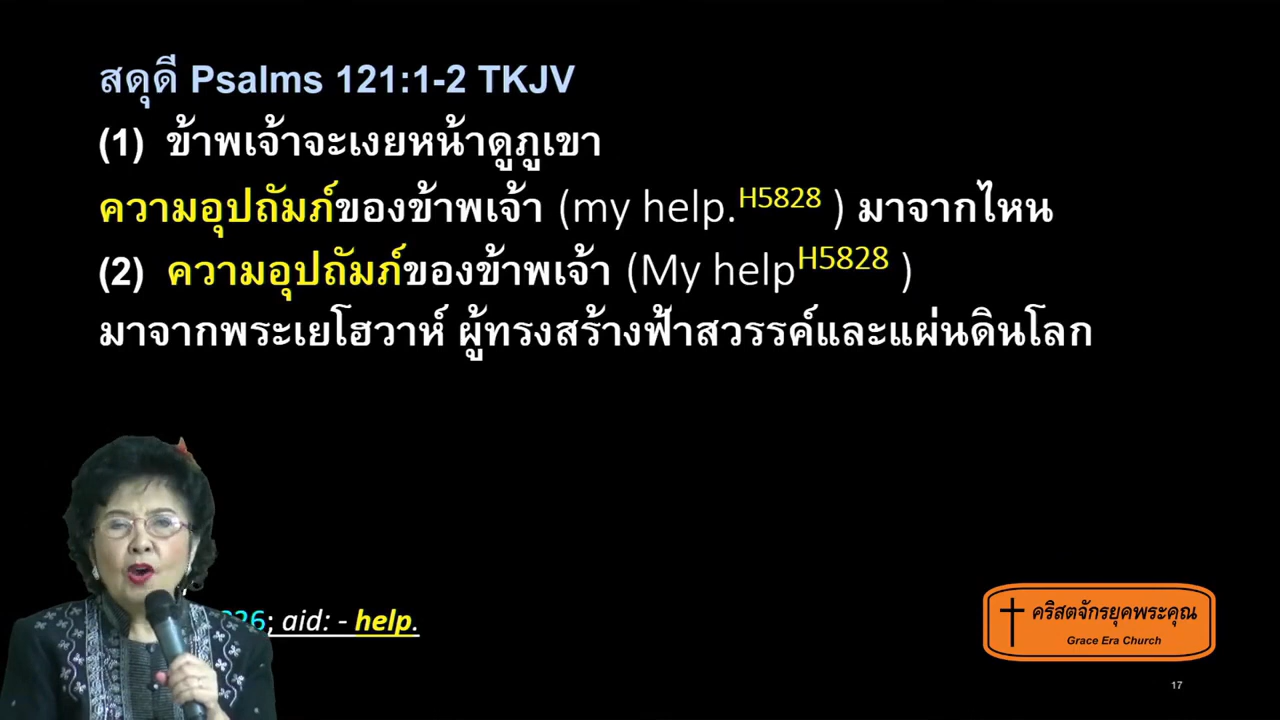 สดุดี Psalms 121:1-2 TKJV
(1) ข้าพเจ้าจะเงยหน้าดูภูเขา
ความอุปถัมภ์ของข้าพเจ้า (my help.H5828 ) มาจากไหน
(2) ความอุปถัมภ์ของข้าพเจ้า (My helpH5828 )
มาจากพระเยโฮวาห์ ผู้ทรงสร้างฟ้าสวรรค์และแผ่นดินโลก
; aid: - help.
คริสตจักรยุคพระคุณ
Grace Era Church
17